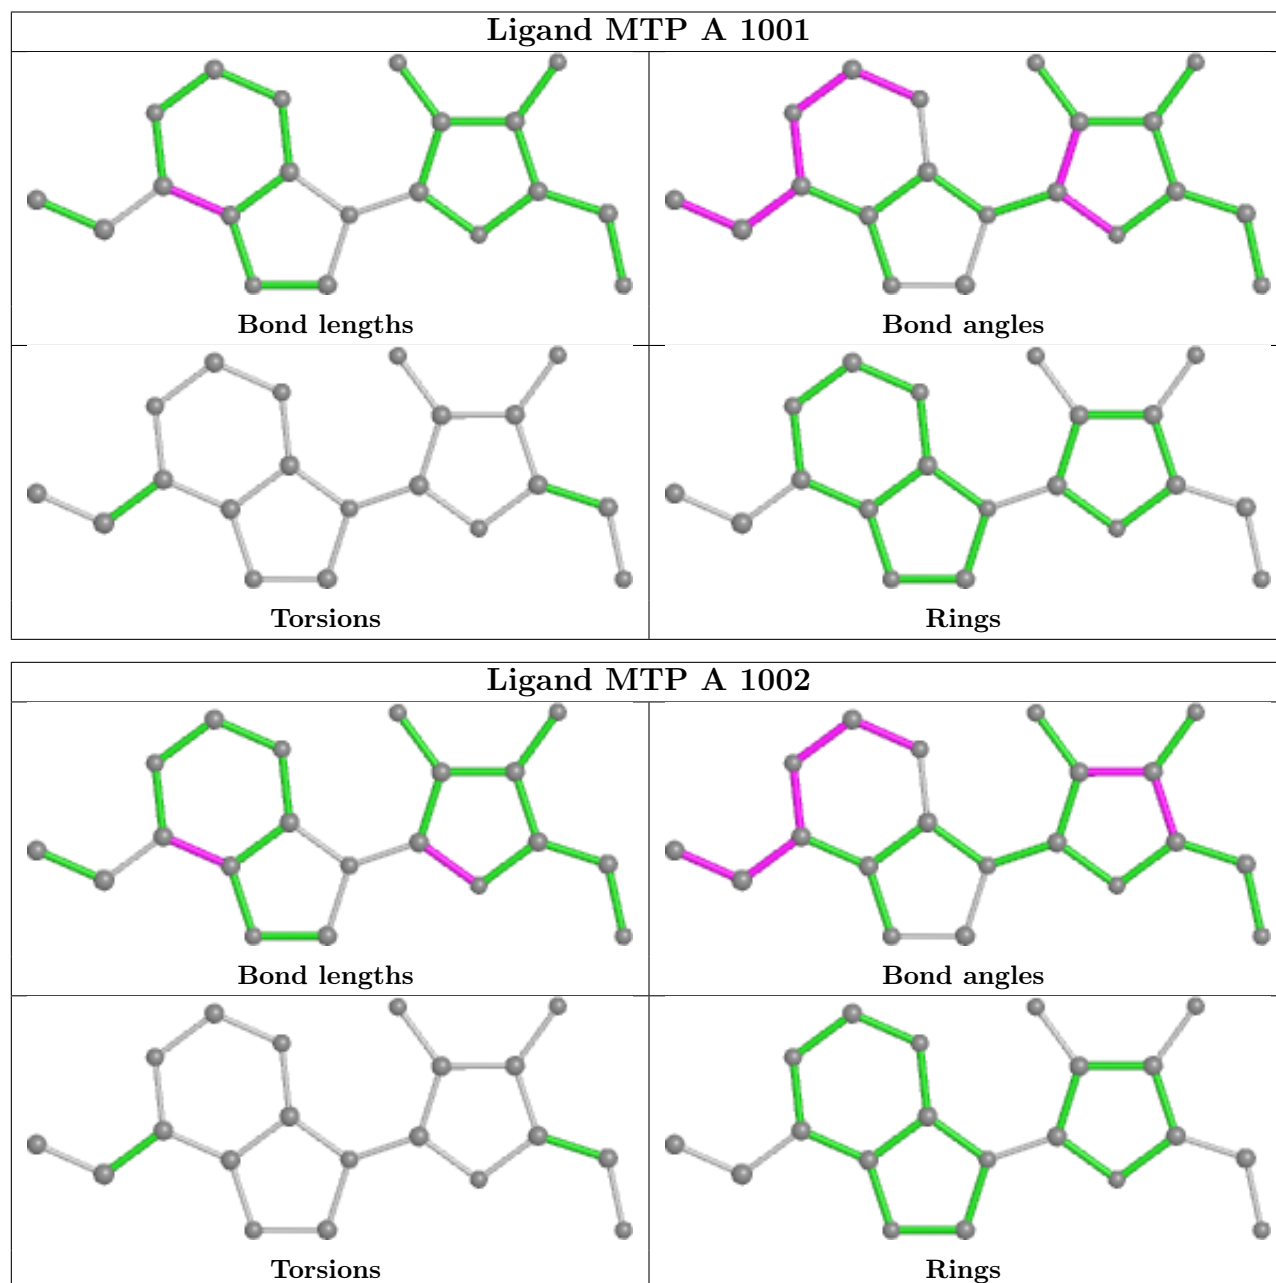 Ligand MTP A 1001
Bond lengths
Bond angles
Torsions
Rings
Ligand MTP A 1002
Bond lengths
Bond angles
Torsions
Rings